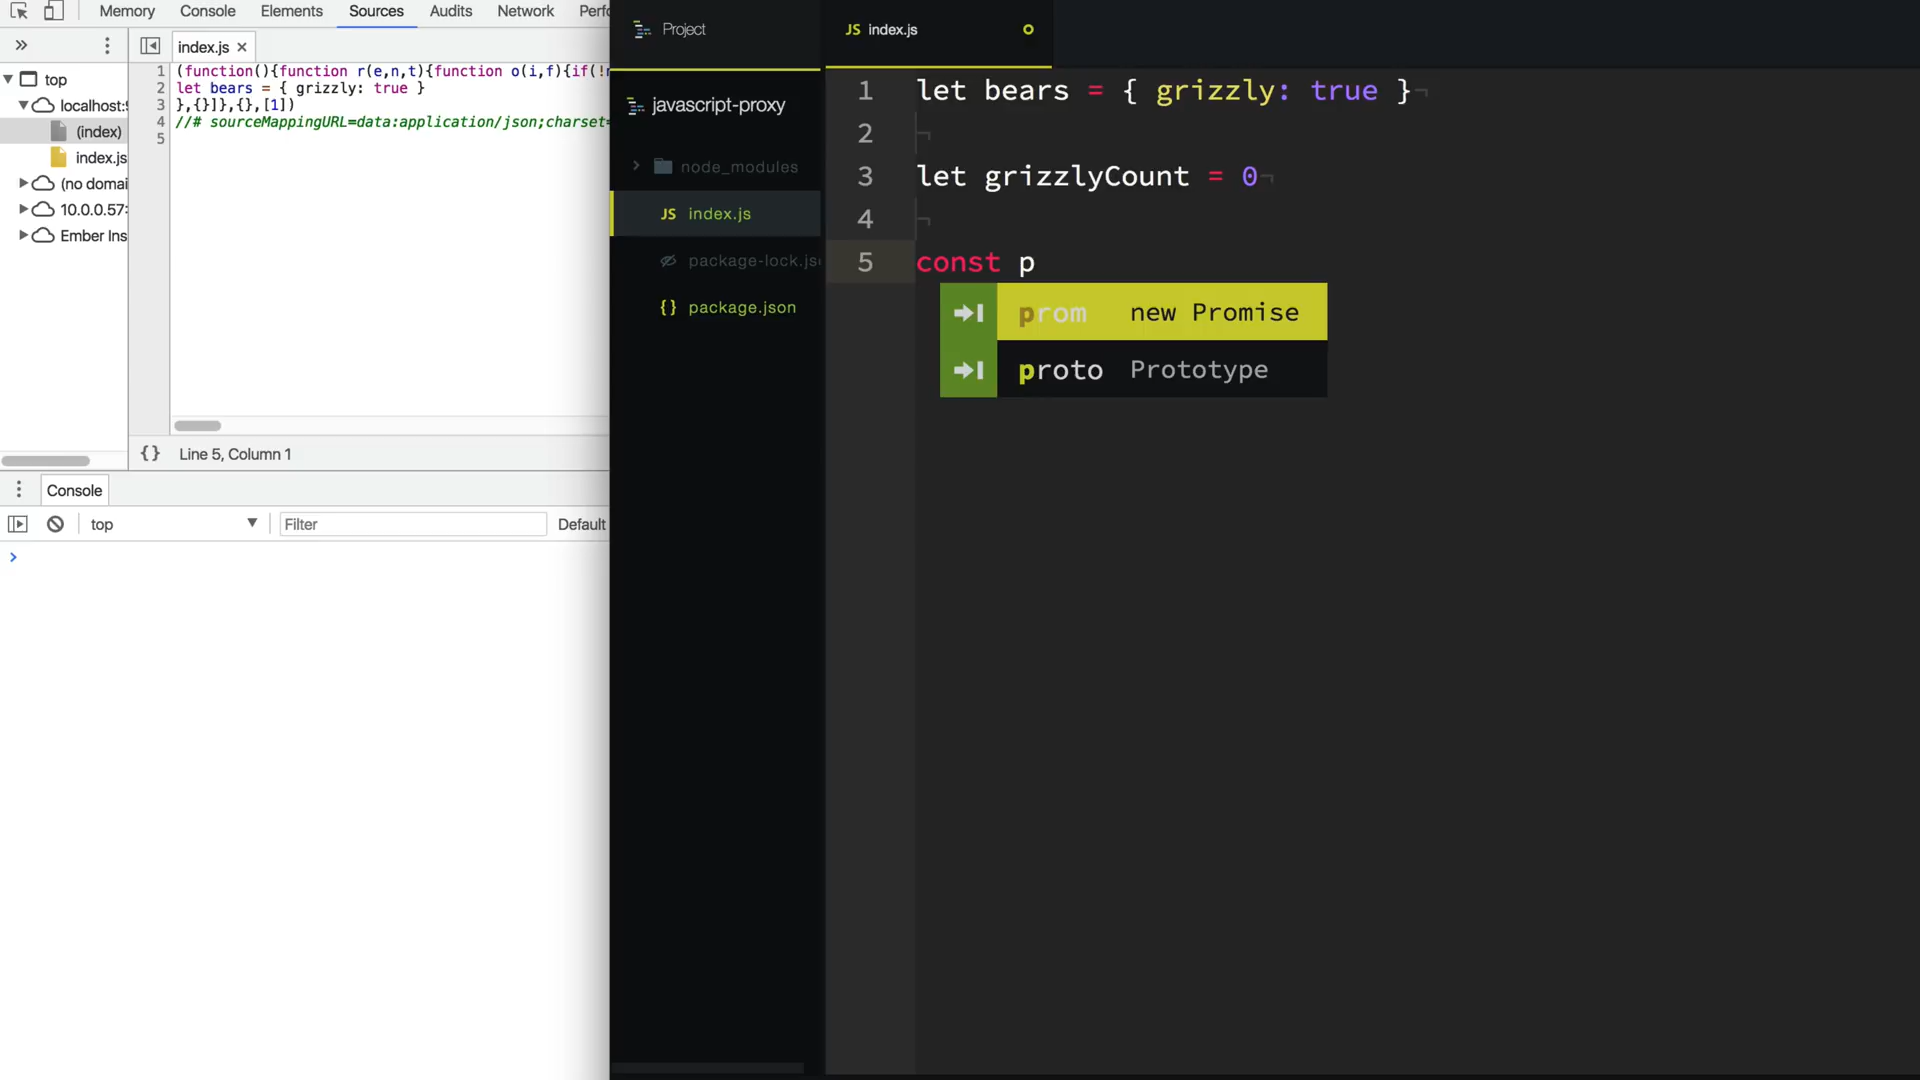 Memory Console Elements Sources Audits Network Perfo
index.js ×
top
localhost:9
(index)
index.js
(no domai
10.0.0.57:
Ember Ins
1 (function(){function r(e,n,t){function o(i,f){if(!n
2 let bears = { grizzly: true }
3 },{}]},{},[1])
4 //# sourceMappingURL=data:application/json;charset=
5
{} Line 5, Column 1
Console
top Filter Default
>
Project
javascript-proxy
node_modules
JS index.js
package-lock.jso
{} package.json
JS index.js
1 let bears = { grizzly: true }¬
2 ¬
3 let grizzlyCount = 0¬
4 ¬
5 const p
prom new Promise
proto Prototype